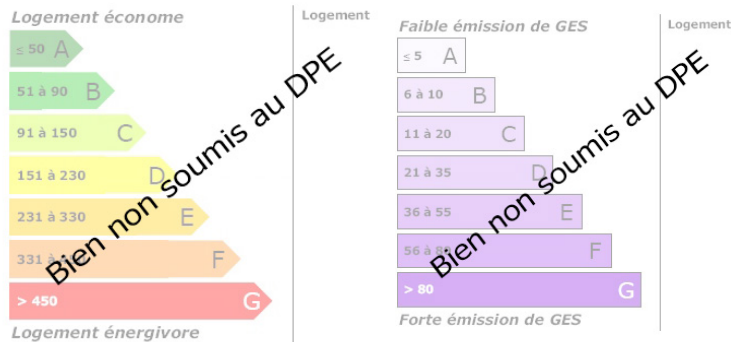 Logement économe
Logement
≤ 50 A
51 à 90 B
91 à 150 C
151 à 230 D
231 à 330 E
331 à F
> 450 G
Logement énergivore
Bien non soumis au DPE
Faible émission de GES
Logement
≤ 5 A
6 à 10 B
11 à 20 C
21 à 35 D
36 à 55 E
56 à F
> 80 G
Forte émission de GES
Bien non soumis au DPE